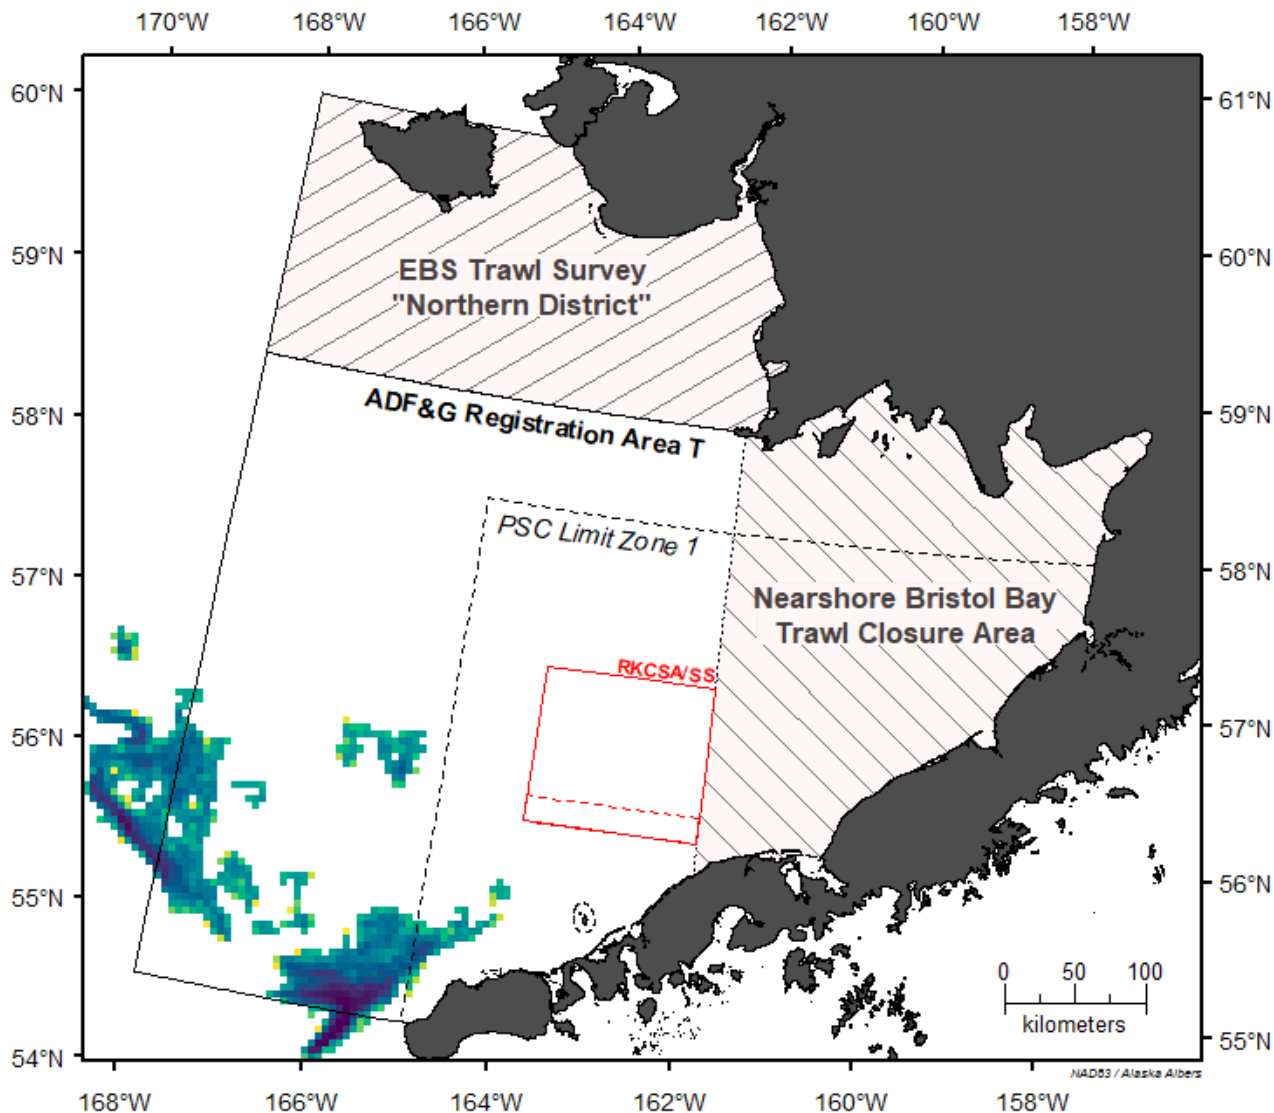 170°W 168°W 166°W 164°W 162°W 160°W 158°W
60°N
61°N
59°N
60°N
EBS Trawl Survey
"Northern District"
58°N
59°N
ADF&G Registration Area T
PSC Limit Zone 1
57°N
58°N
Nearshore Bristol Bay
Trawl Closure Area
RKCSA/SS
56°N
57°N
55°N
56°N
0 50 100
kilometers
54°N
55°N
NAD83 / Alaska Albers
168°W 166°W 164°W 162°W 160°W 158°W